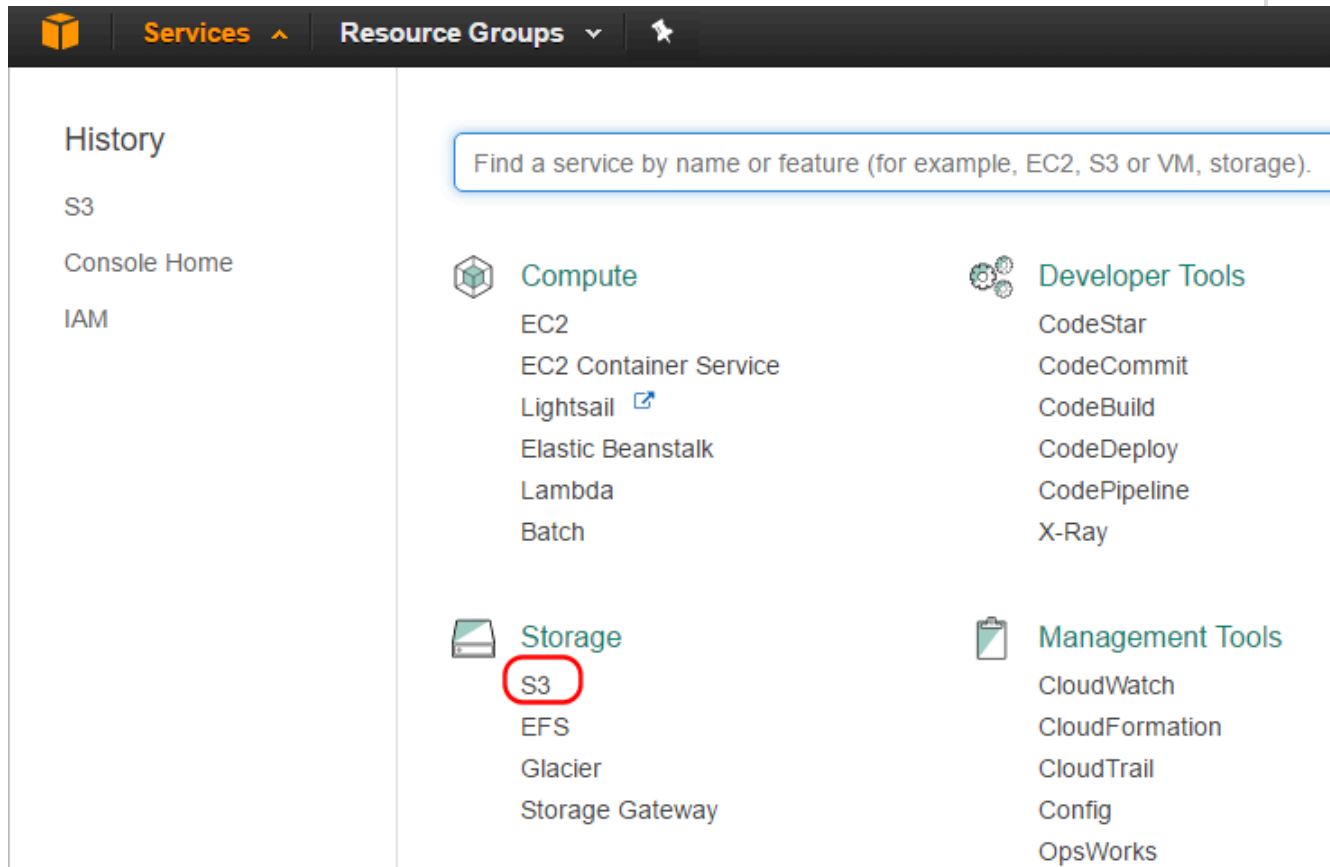 Services Resource Groups
History
S3
Console Home
IAM
Find a service by name or feature (for example, EC2, S3 or VM, storage).
Compute
EC2
EC2 Container Service
Lightsail
Elastic Beanstalk
Lambda
Batch
Developer Tools
CodeStar
CodeCommit
CodeBuild
CodeDeploy
CodePipeline
X-Ray
Storage
S3
EFS
Glacier
Storage Gateway
Management Tools
CloudWatch
CloudFormation
CloudTrail
Config
OpsWorks